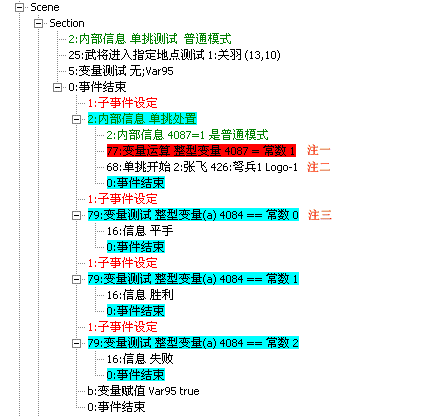 Scene
Section
2:内部信息 单挑测试 普通模式
25:武将进入指定地点测试 1:关羽 (13,10)
5:变量测试 无;Var95
0:事件结束
1:子事件设定
2:内部信息 单挑处置
2:内部信息 4087=1 是普通模式
77:变量运算 整型变量 4087 = 常数 1 注一
68:单挑开始 2:张飞 426:弩兵1 Logo-1 注二
0:事件结束
1:子事件设定
79:变量测试 整型变量(a) 4084 == 常数 0 注三
16:信息 平手
0:事件结束
1:子事件设定
79:变量测试 整型变量(a) 4084 == 常数 1
16:信息 胜利
0:事件结束
1:子事件设定
79:变量测试 整型变量(a) 4084 == 常数 2
16:信息 失败
0:事件结束
b:变量赋值 Var95 true
0:事件结束